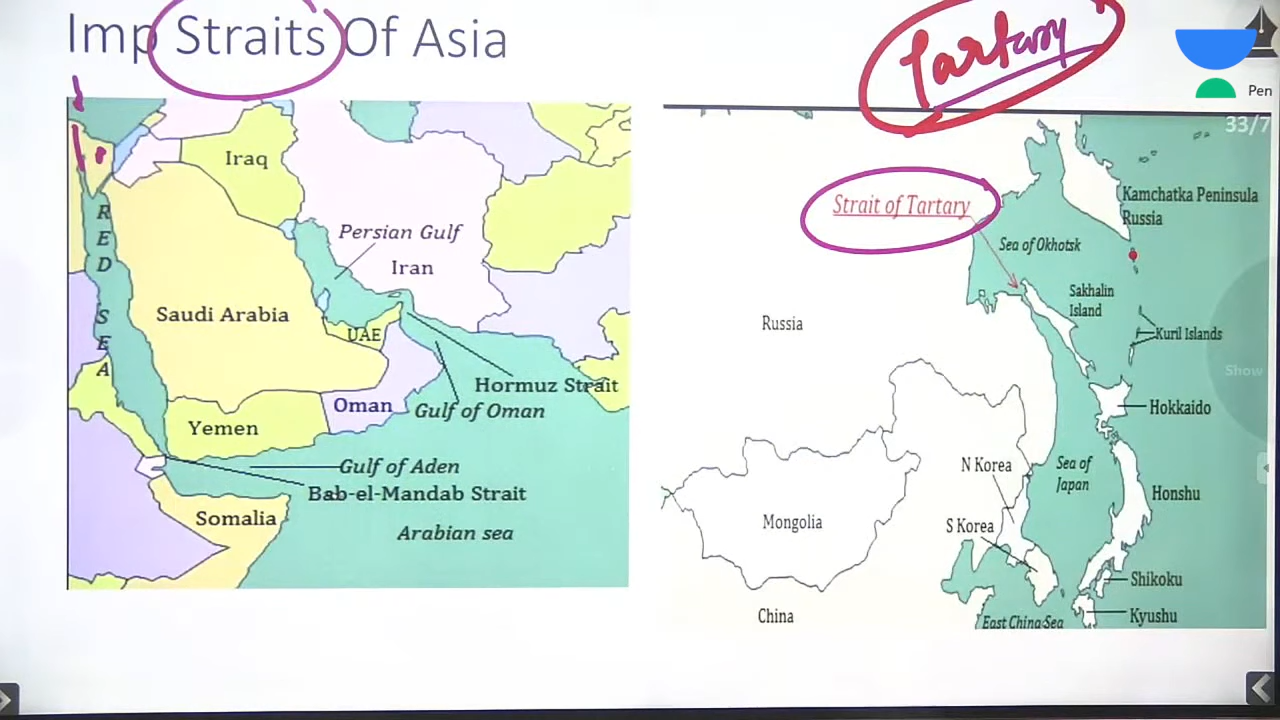 Imp Straits Of Asia
Tartary
Pen
33/7
Iraq
Persian Gulf
Iran
RED SEA
Saudi Arabia
UAE
Hormuz Strait
Oman
Gulf of Oman
Yemen
Gulf of Aden
Bab-el-Mandab Strait
Somalia
Arabian sea
Strait of Tartary
Kamchatka Peninsula
Russia
Sea of Okhotsk
Sakhalin
Island
Russia
Kuril Islands
Show
Hokkaido
N Korea
Sea of
Japan
Honshu
Mongolia
S Korea
Shikoku
China
East China Sea
Kyushu